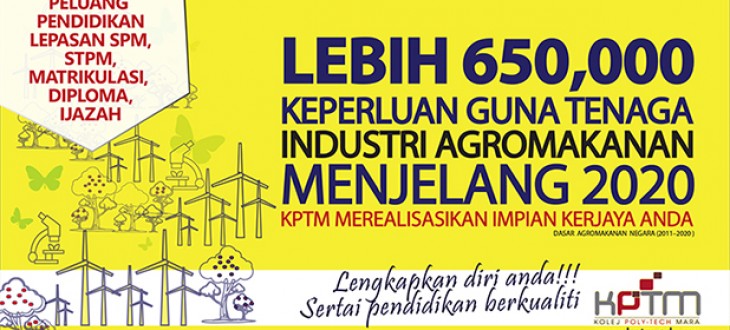 PELUANG
PENDIDIKAN
LEPASAN SPM,
STPM,
MATRIKULASI,
DIPLOMA,
IJAZAH
LEBIH 650,000
KEPERLUAN GUNA TENAGA
INDUSTRI AGROMAKANAN
MENJELANG 2020
KPTM MEREALISASIKAN IMPIAN KERJAYA ANDA
DASAR AGROMAKANAN NEGARA (2011-2020)
Lengkapkan diri anda!!!
Sertai pendidikan berkualiti
KPTM
KOLEJ POLY-TECH MARA